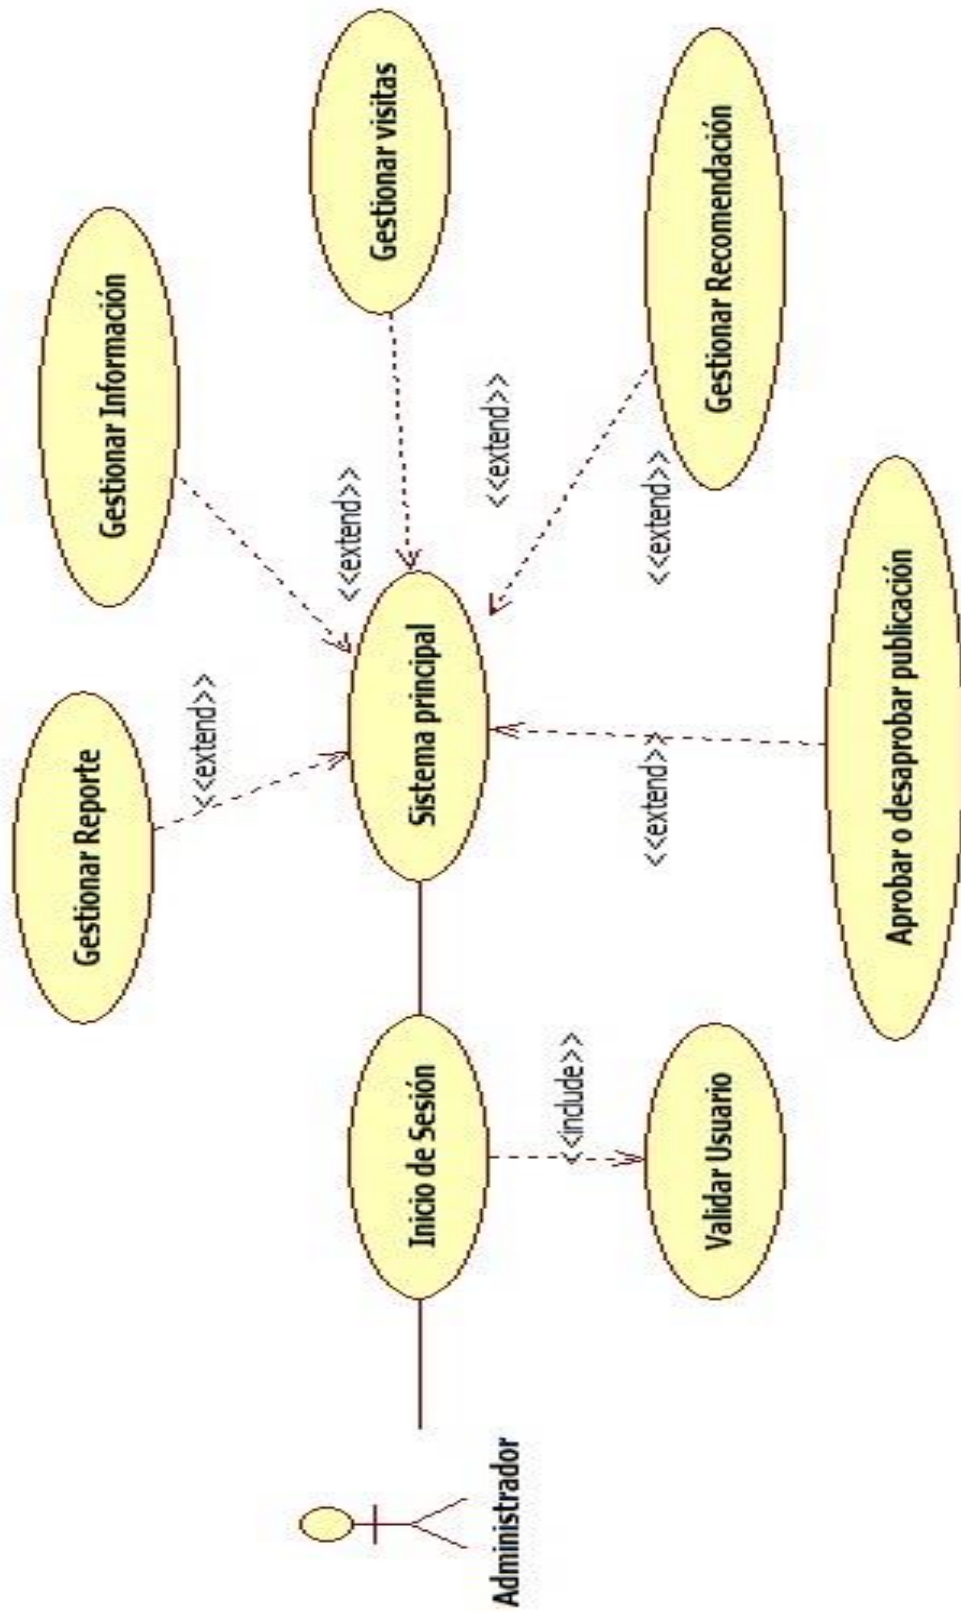 Gestionar Reporte
Gestionar Información
<<extend>>
<<extend>>
Gestionar visitas
Administrador
Inicio de Sesión
Sistema principal
<<extend>>
<<include>>
<<extend>>
<<extend>>
Validar Usuario
Gestionar Recomendación
Aprobar o desaprobar publicación